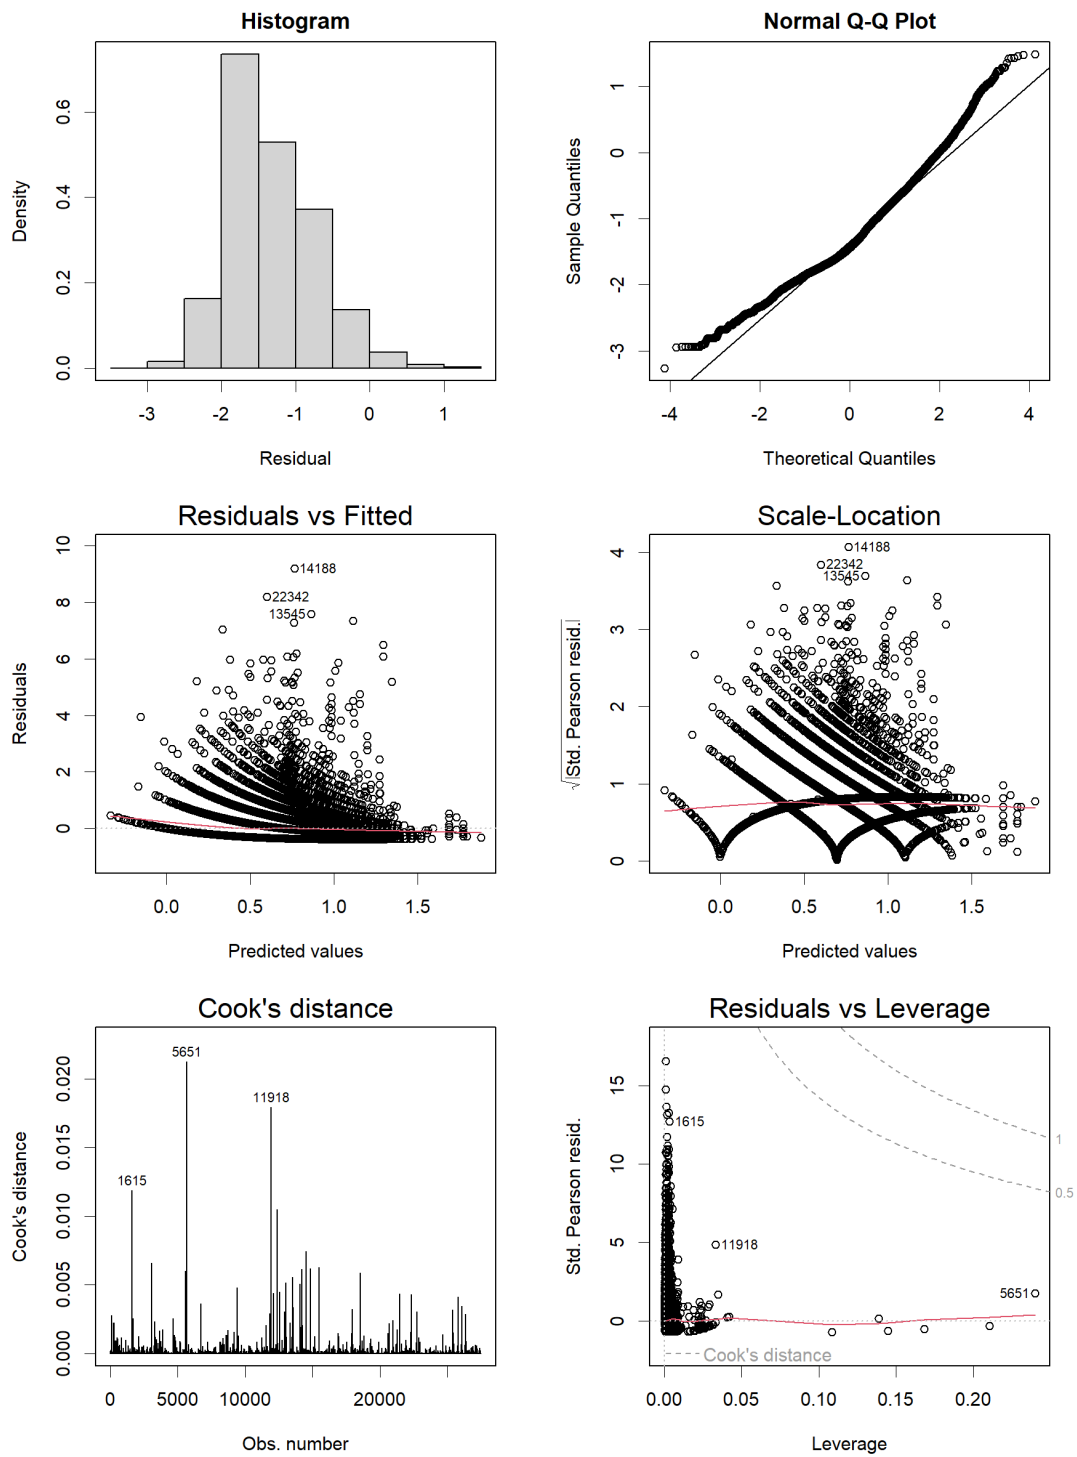 Histogram
Density
0.0 0.2 0.4 0.6
-3 -2 -1 0 1
Residual
Normal Q-Q Plot
Sample Quantiles
-3 -2 -1 0 1
-4 -2 0 2 4
Theoretical Quantiles
Residuals vs Fitted
Residuals
0 2 4 6 8 10
14188
22342
13545
0.0 0.5 1.0 1.5
Predicted values
Scale-Location
√|Std. Pearson resid.|
0 1 2 3 4
14188
22342
13545
0.0 0.5 1.0 1.5
Predicted values
Cook's distance
Cook's distance
0.000 0.005 0.010 0.015 0.020
5651
11918
1615
0 5000 10000 20000
Obs. number
Residuals vs Leverage
Std. Pearson resid.
0 5 10 15
1615
1
0.5
11918
5651
Cook's distance
0.00 0.05 0.10 0.15 0.20
Leverage